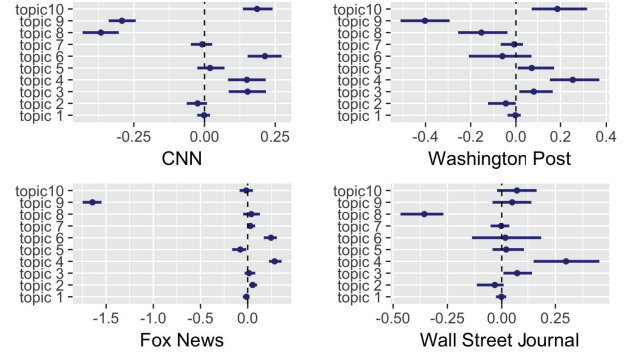 topic10
topic 9
topic 8
topic 7
topic 6
topic 5
topic 4
topic 3
topic 2
topic 1
-0.25 0.00 0.25
CNN
topic10
topic 9
topic 8
topic 7
topic 6
topic 5
topic 4
topic 3
topic 2
topic 1
-0.4 -0.2 0.0 0.2 0.4
Washington Post
topic10
topic 9
topic 8
topic 7
topic 6
topic 5
topic 4
topic 3
topic 2
topic 1
-1.5 -1.0 -0.5 0.0
Fox News
topic10
topic 9
topic 8
topic 7
topic 6
topic 5
topic 4
topic 3
topic 2
topic 1
-0.50 -0.25 0.00 0.25
Wall Street Journal